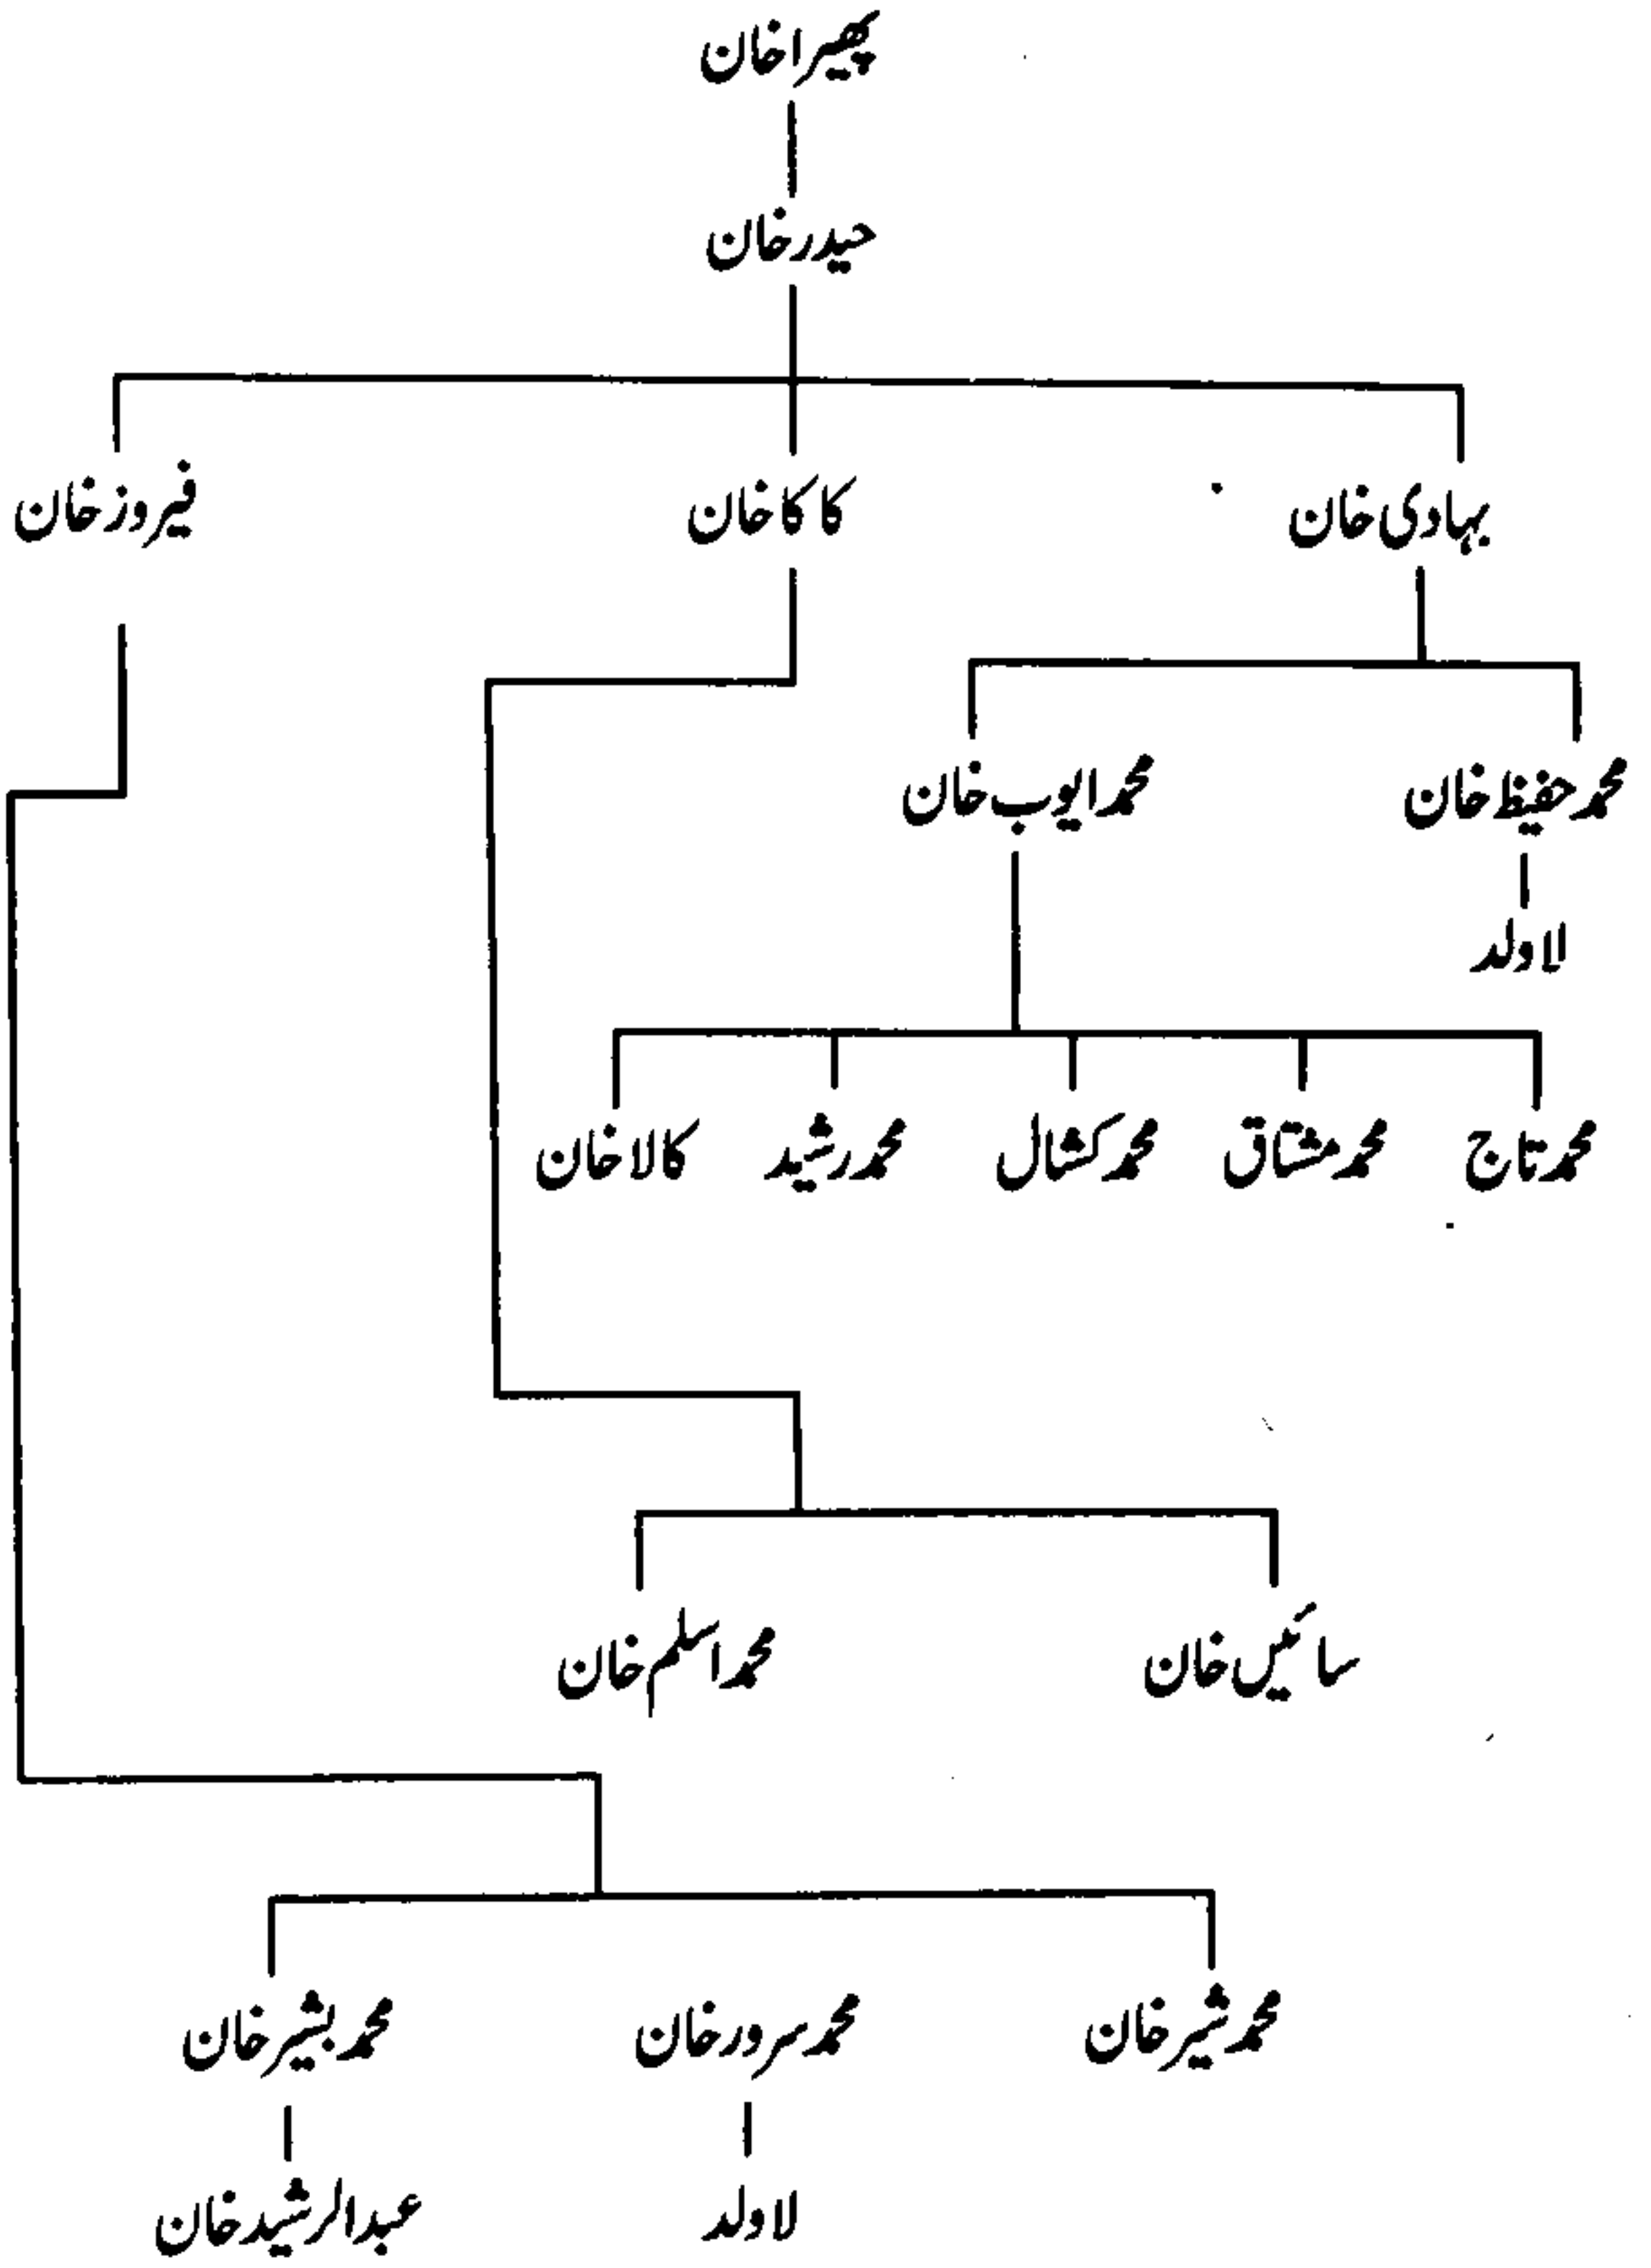 پھیرا خان
حیدر خان
بہاوی خان کاکا خان فیروز خان
محمد حفیظ خان محمد ایوب خان
لاولد
محمد تاج محمد مشتاق محمد کشال محمد رشید کالا خان
سائیں خان محمد اسلم خان
محمد شیر خان محمد سرور خان محمد بشیر خان
لاولد عبدالرشید خان